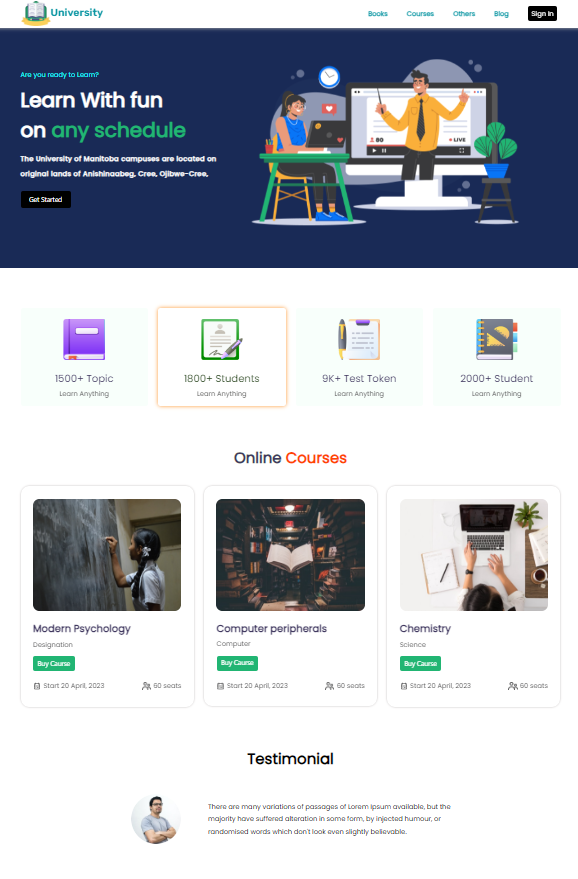 University
Books Courses Others Blog Sign In
Are you ready to Learn?
Learn With fun
on any schedule
The University of Manitoba campuses are located on
original lands of Anishinaabeg, Cree, Ojibwe-Cree,
Get Started
80
LIVE
1500+ Topic
Learn Anything
1800+ Students
Learn Anything
9K+ Test Token
Learn Anything
2000+ Student
Learn Anything
Online Courses
Modern Psychology
Designation
Buy Caurse
Start 20 April, 2023 60 seats
Computer peripherals
Computer
Buy Caurse
Start 20 April, 2023 60 seats
Chemistry
Science
Buy Caurse
Start 20 April, 2023 60 seats
Testimonial
There are many variations of passages of Lorem Ipsum available, but the
majority have suffered alteration in some form, by injected humour, or
randomised words which don't look even slightly believable.